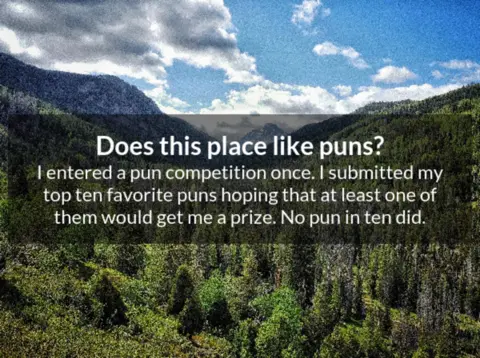 Does this place like puns?
I entered a pun competition once. I submitted my
top ten favorite puns hoping that at least one of
them would get me a prize. No pun in ten did.